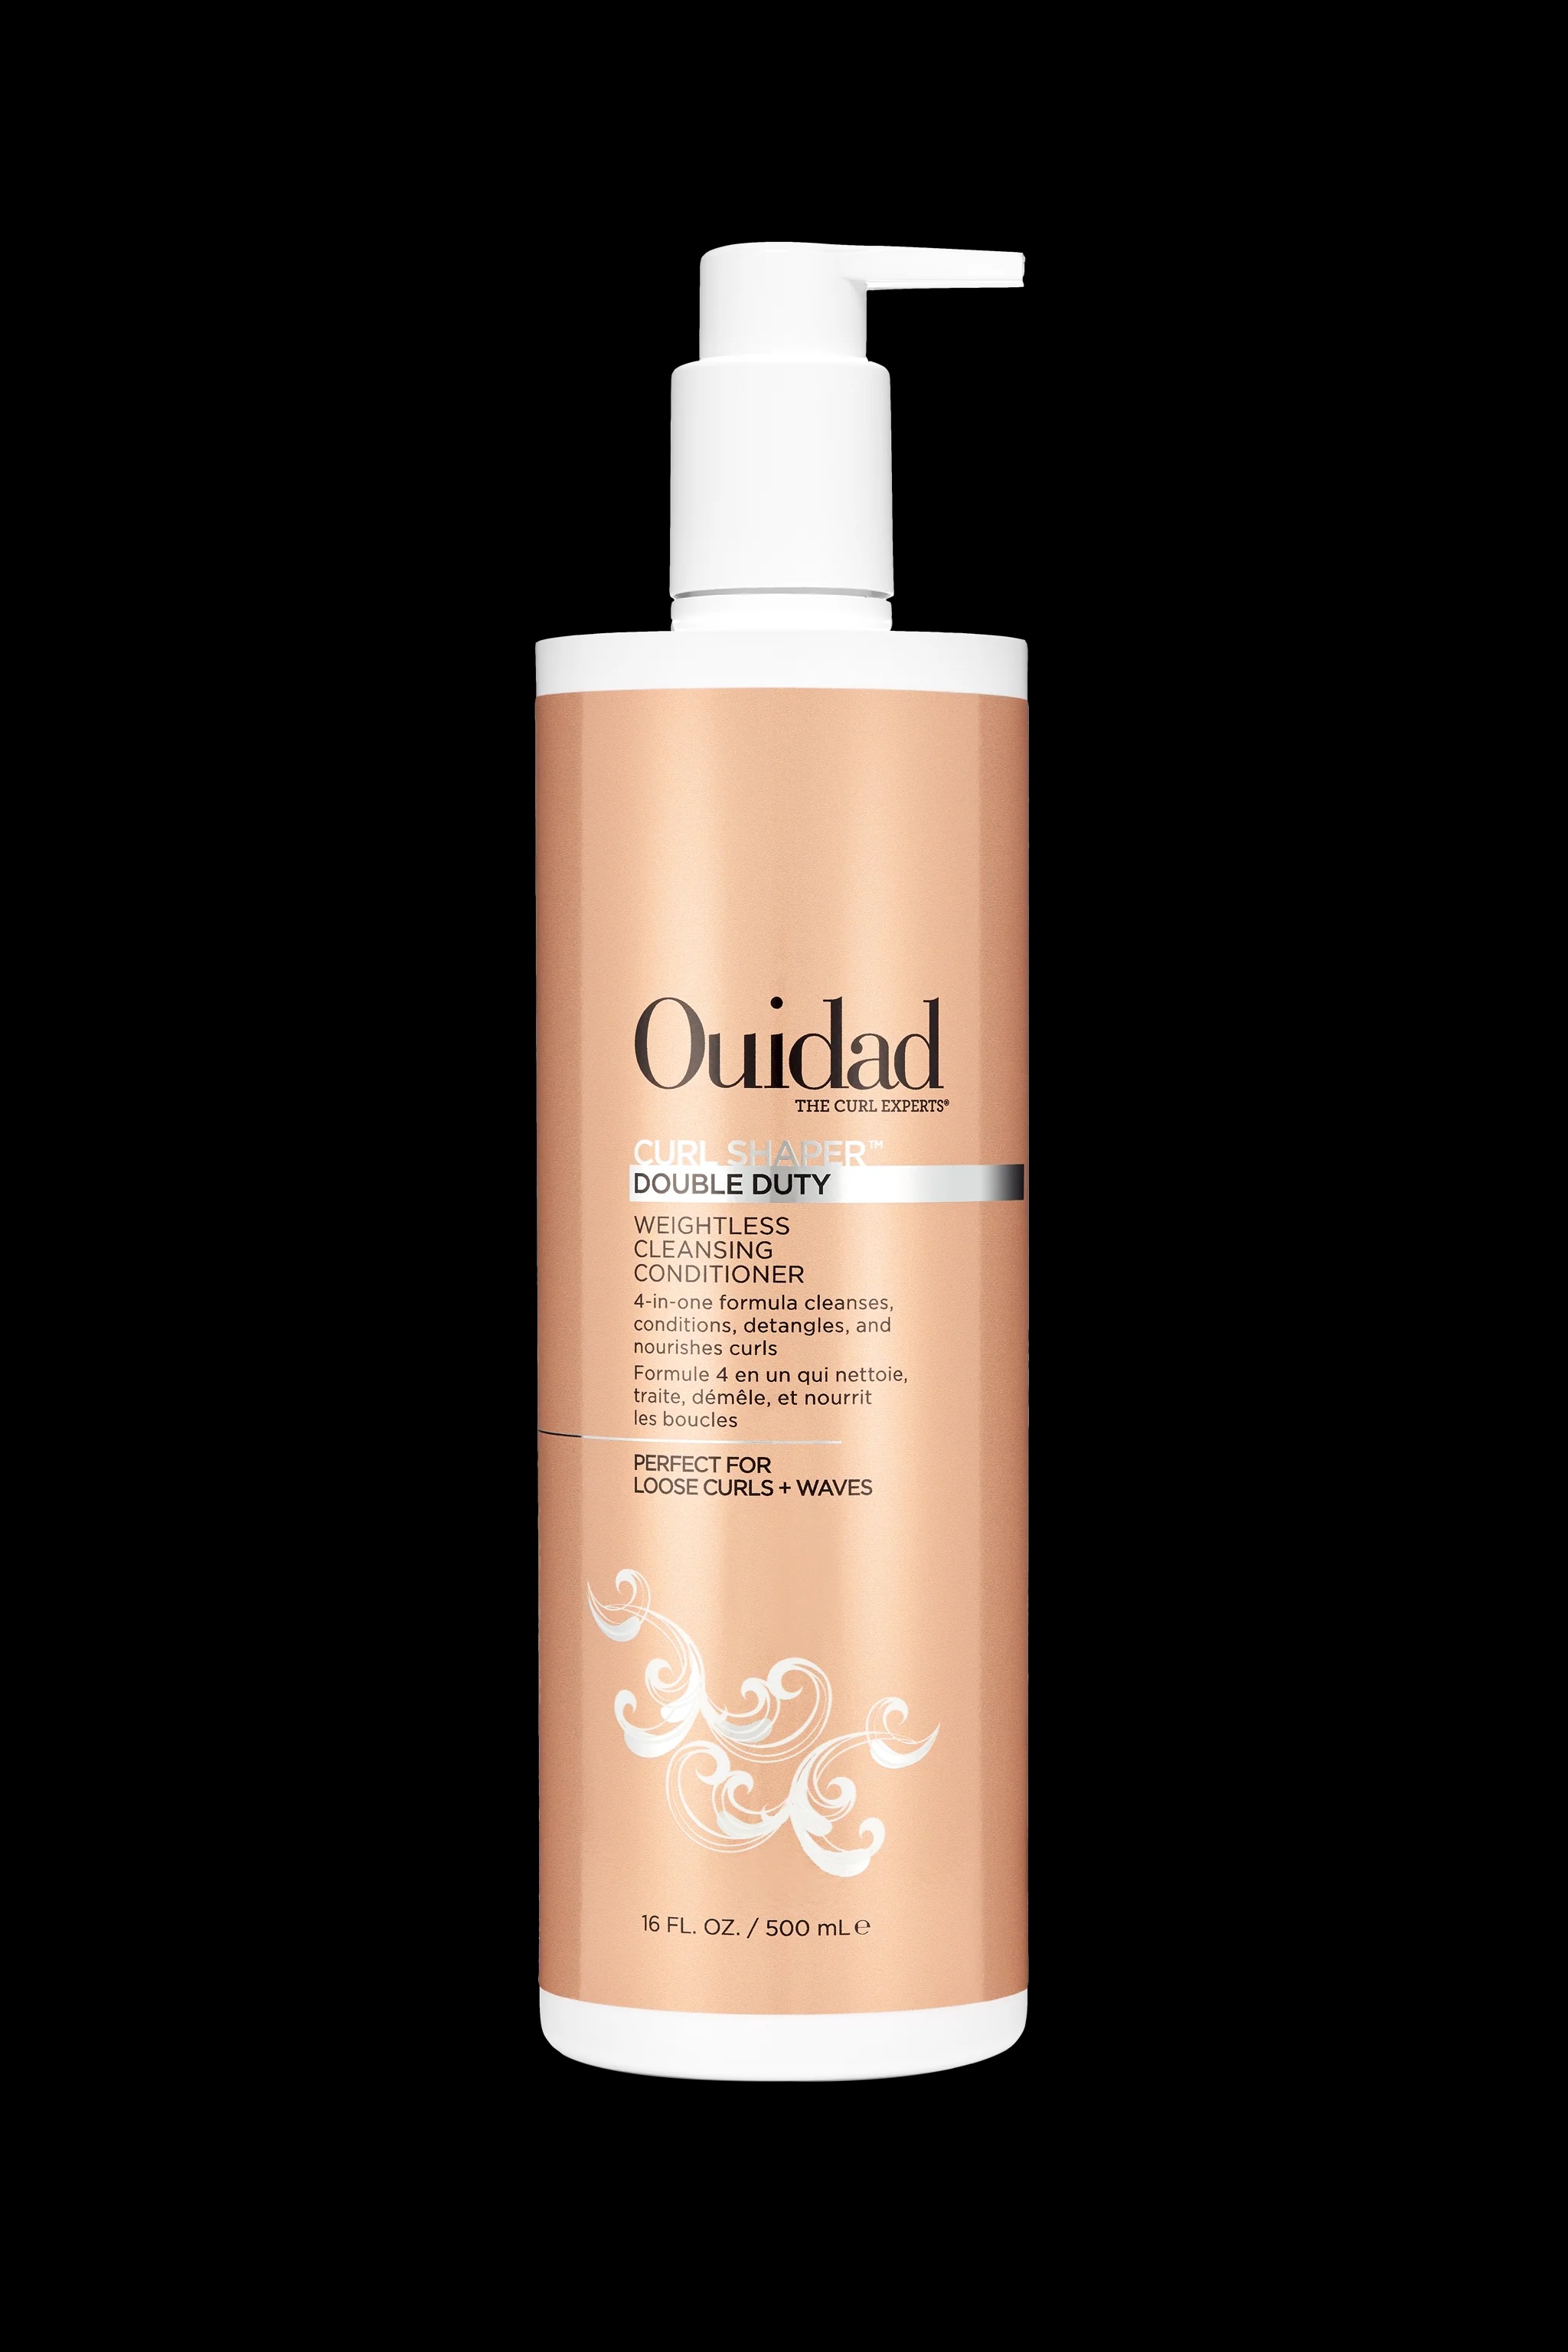 Ouidad
THE CURL EXPERTS®
CURL SHAPER™
DOUBLE DUTY
WEIGHTLESS
CLEANSING
CONDITIONER
4-in-one formula cleanses,
conditions, detangles, and
nourishes curls
Formule 4 en un qui nettoie,
traite, démêle, et nourrit
les boucles
PERFECT FOR
LOOSE CURLS + WAVES
16 FL. OZ. / 500 mL ℮